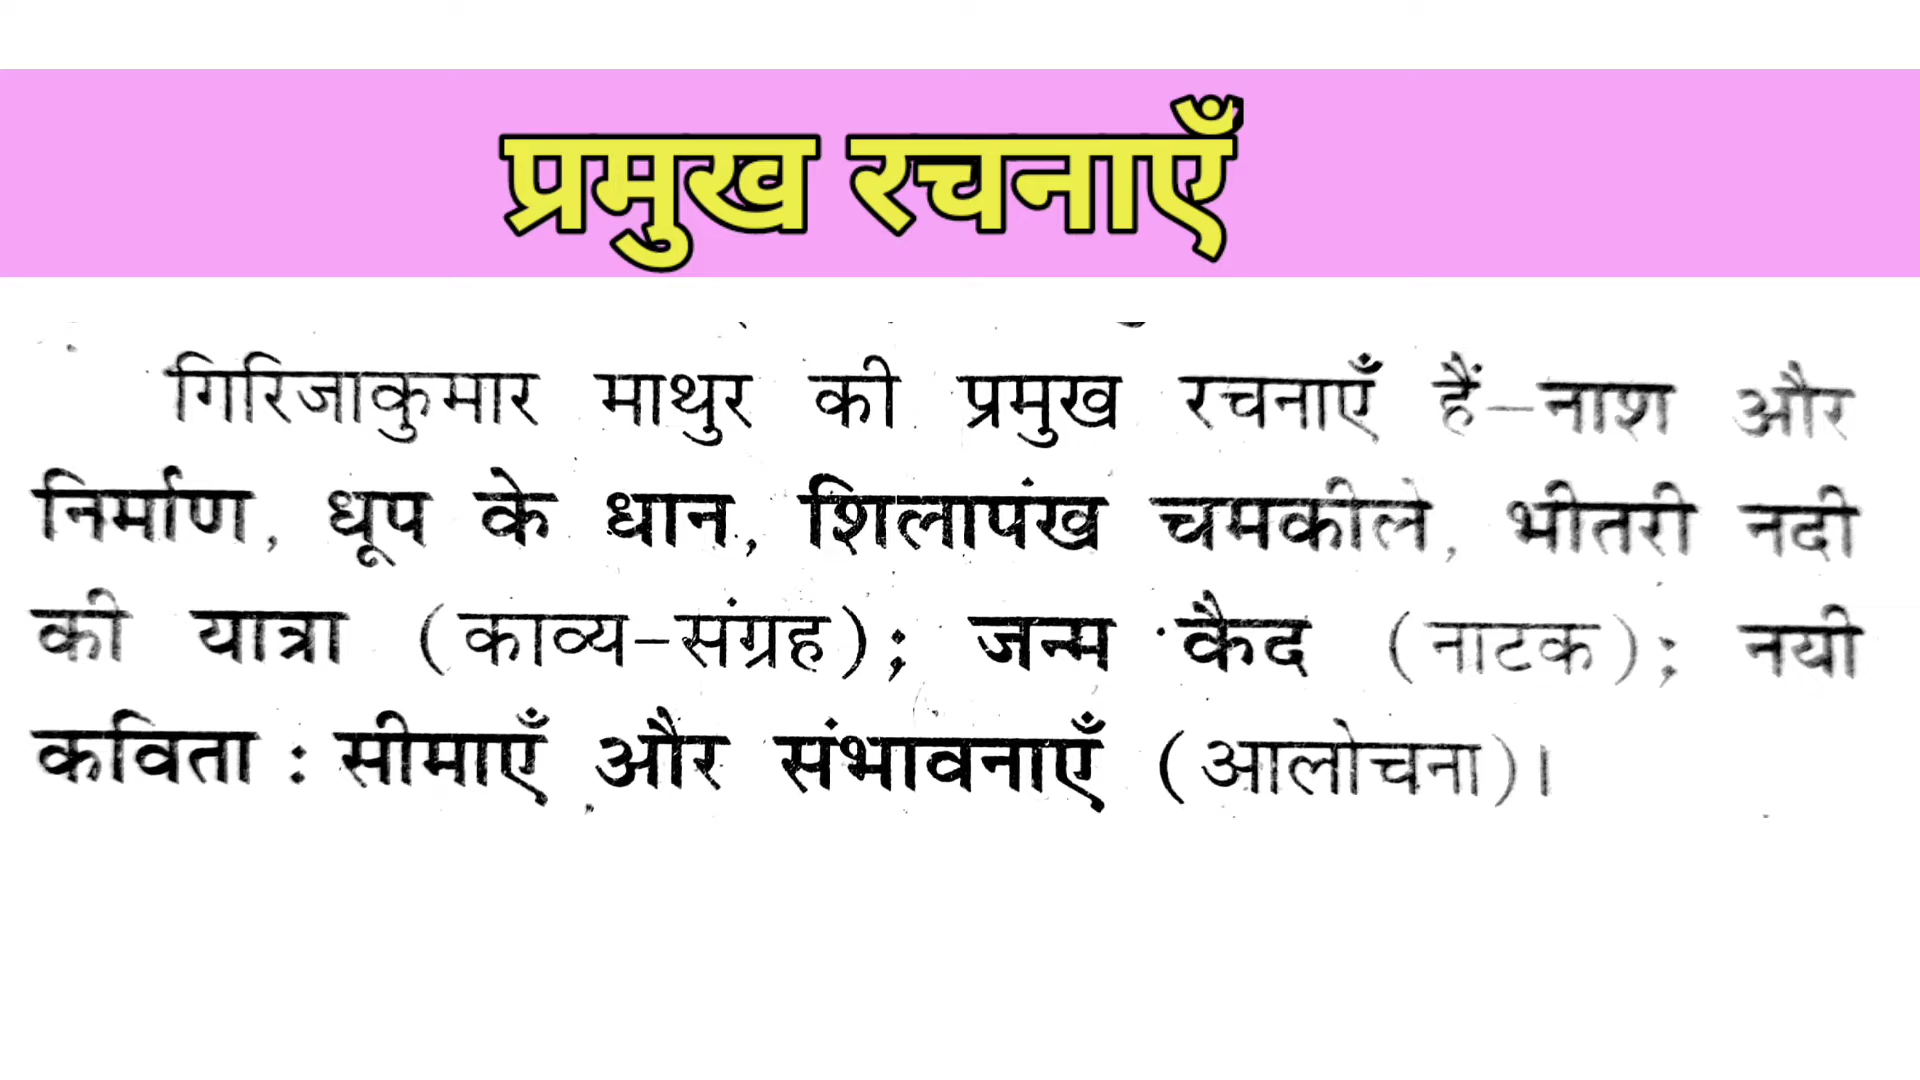 प्रमुख रचनाएँ
गिरिजाकुमार माथुर की प्रमुख रचनाएँ हैं–नाश और
निर्माण, धूप के धान, शिलापंख चमकीले, भीतरी नदी
की यात्रा (काव्य-संग्रह); जन्म कैद (नाटक); नयी
कविता : सीमाएँ और संभावनाएँ (आलोचना)।